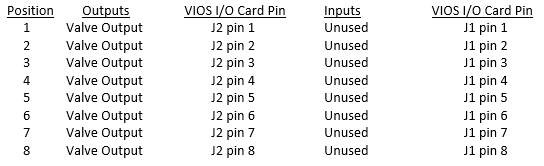 Position Outputs VIOS I/O Card Pin Inputs VIOS I/O Card Pin
1 Valve Output J2 pin 1 Unused J1 pin 1
2 Valve Output J2 pin 2 Unused J1 pin 2
3 Valve Output J2 pin 3 Unused J1 pin 3
4 Valve Output J2 pin 4 Unused J1 pin 4
5 Valve Output J2 pin 5 Unused J1 pin 5
6 Valve Output J2 pin 6 Unused J1 pin 6
7 Valve Output J2 pin 7 Unused J1 pin 7
8 Valve Output J2 pin 8 Unused J1 pin 8